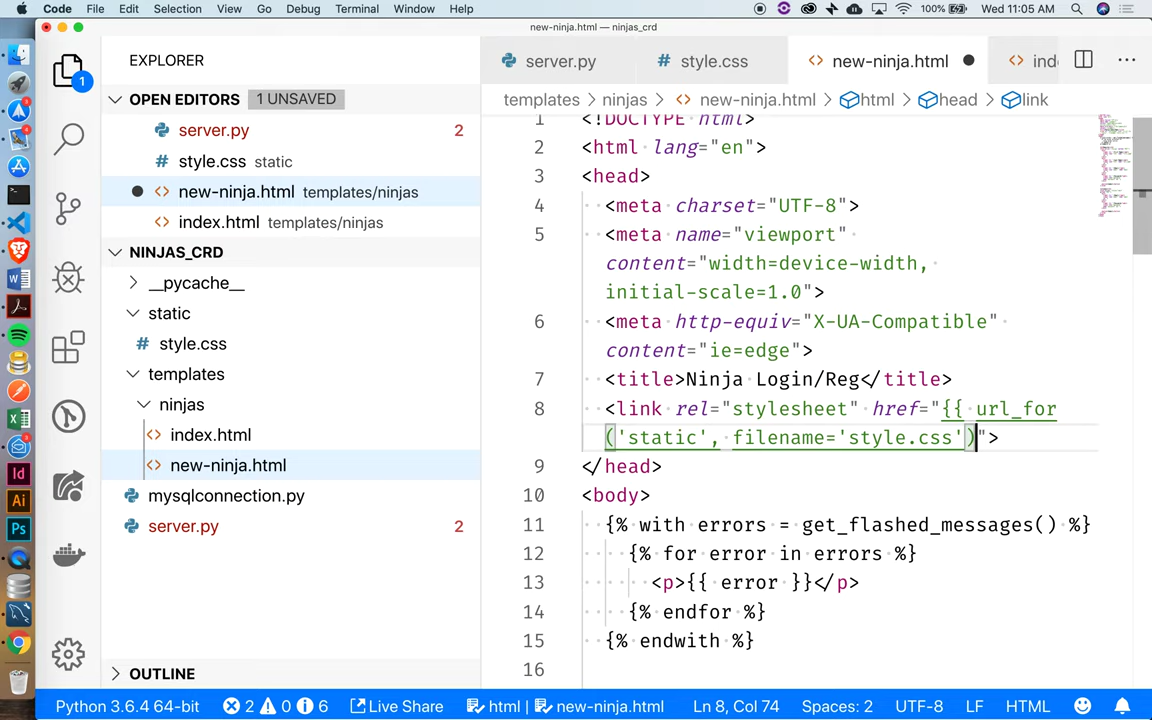 Code File Edit Selection View Go Debug Terminal Window Help 100% Wed 11:05 AM
new-ninja.html — ninjas_crd
EXPLORER
server.py
style.css
new-ninja.html
ind
1
OPEN EDITORS 1 UNSAVED
templates > ninjas > new-ninja.html > html > head > link
server.py 2
style.css static
new-ninja.html templates/ninjas
index.html templates/ninjas
NINJAS_CRD
__pycache__
static
style.css
templates
ninjas
index.html
new-ninja.html
mysqlconnection.py
server.py 2
OUTLINE
1 <!DOCTYPE html>
2 <html lang="en">
3 <head>
4 <meta charset="UTF-8">
5 <meta name="viewport"
content="width=device-width,
initial-scale=1.0">
6 <meta http-equiv="X-UA-Compatible"
content="ie=edge">
7 <title>Ninja Login/Reg</title>
8 <link rel="stylesheet" href="{{ url_for
('static', filename='style.css')">
9 </head>
10 <body>
11 {% with errors = get_flashed_messages() %}
12 {% for error in errors %}
13 <p>{{ error }}</p>
14 {% endfor %}
15 {% endwith %}
16
Id
Ai
Ps
Python 3.6.4 64-bit 2 0 6 Live Share html | new-ninja.html Ln 8, Col 74 Spaces: 2 UTF-8 LF HTML